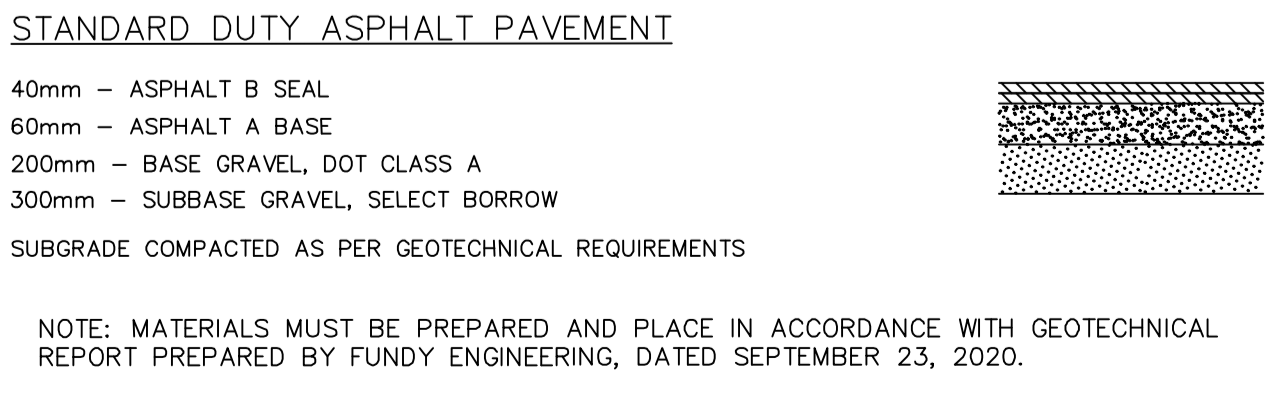 STANDARD DUTY ASPHALT PAVEMENT
40mm – ASPHALT B SEAL
60mm – ASPHALT A BASE
200mm – BASE GRAVEL, DOT CLASS A
300mm – SUBBASE GRAVEL, SELECT BORROW
SUBGRADE COMPACTED AS PER GEOTECHNICAL REQUIREMENTS
NOTE: MATERIALS MUST BE PREPARED AND PLACE IN ACCORDANCE WITH GEOTECHNICAL
REPORT PREPARED BY FUNDY ENGINEERING, DATED SEPTEMBER 23, 2020.